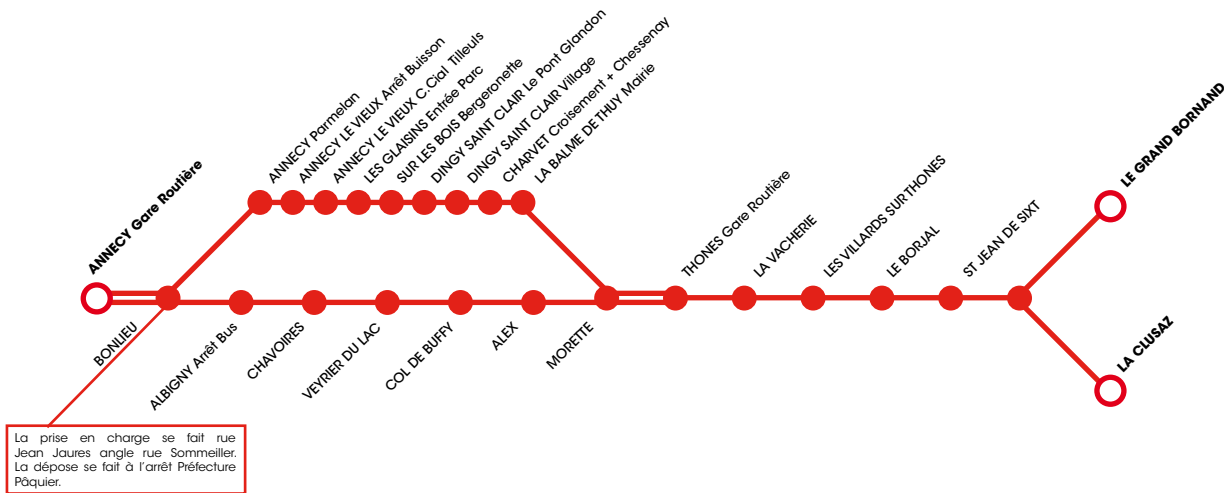 ANNECY Gare Routière
BONLIEU
ANNECY Parmelan
ANNECY LE VIEUX Arrêt Buisson
ANNECY LE VIEUX C.Cial Tilleuls
LES GLAISINS Entrée Parc
SUR LES BOIS Bergeronette
DINGY SAINT CLAIR Le Pont Glandon
DINGY SAINT CLAIR Village
CHARVET Croisement + Chessenay
LA BALME DE THUY Mairie
ALBIGNY Arrêt Bus
CHAVOIRES
VEYRIER DU LAC
COL DE BUFFY
ALEX
MORETTE
THONES Gare Routière
LA VACHERIE
LES VILLARDS SUR THONES
LE BORJAL
ST JEAN DE SIXT
LE GRAND BORNAND
LA CLUSAZ
La prise en charge se fait rue
Jean Jaures angle rue Sommeiller.
La dépose se fait à l'arrêt Préfecture
Pâquier.